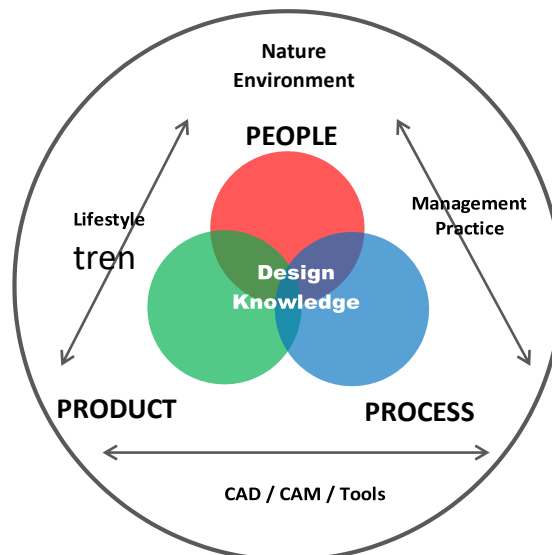 Nature
Environment
PEOPLE
Lifestyle
tren
Management
Practice
Design
Knowledge
PRODUCT
PROCESS
CAD / CAM / Tools